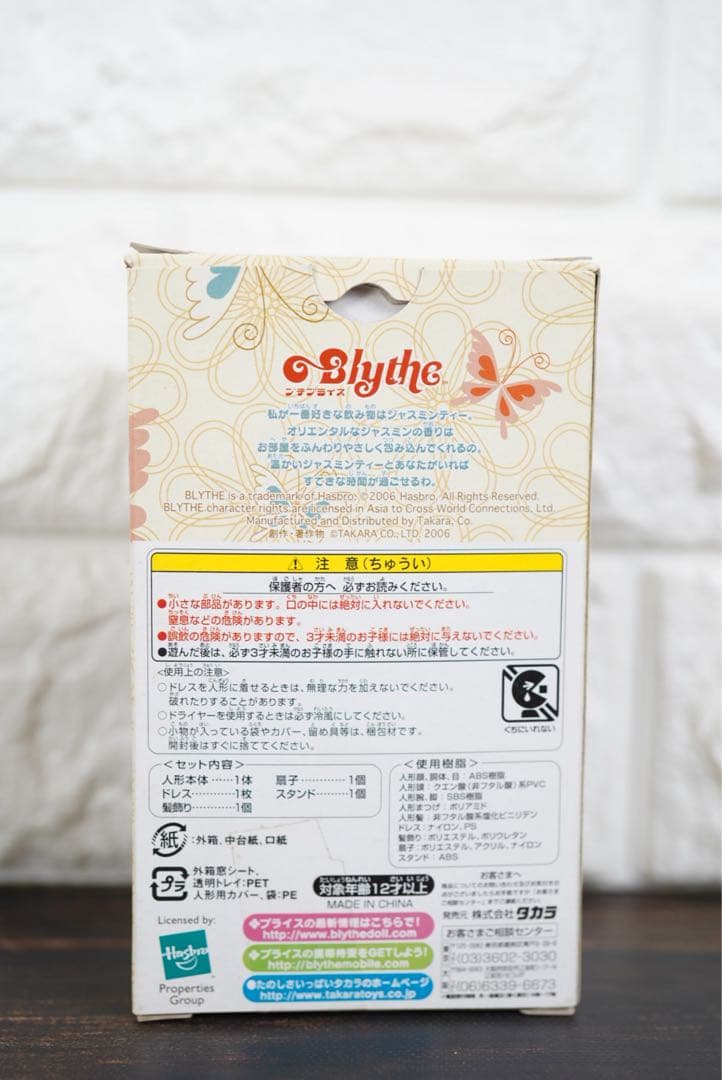 Blythe
プチブライス
私が一番好きな飲み物はジャスミンティー。
オリエンタルなジャスミンの香りは
お部屋をふんわりやさしく包み込んでくれるの。
温かいジャスミンティーとあなたがいれば
すてきな時間が過ごせるわ。
BLYTHE is a trademark of Hasbro. ©2006 Hasbro. All Rights Reserved.
BLYTHE character rights are licensed in Asia to Cross World Connections, Ltd.
Manufactured and Distributed by Takara, Co.
創作・著作物 ©TAKARA CO., LTD. 2006
注 意(ちゅうい)
保護者の方へ 必ずお読みください。
●小さな部品があります。口の中には絶対に入れないでください。
窒息などの危険があります。
●誤飲の危険がありますので、3才未満のお子様には絶対に与えないでください。
●遊んだ後は、必ず3才未満のお子様の手に触れない所に保管してください。
<使用上の注意>
○ドレスを人形に着せるときは、無理な力を加えないでください。
破れたりすることがあります。
○ドライヤーを使用するときは必ず冷風にしてください。
○小物が入っている袋やカバー、留め具等は、梱包材です。
開封後はすぐに捨ててください。
くちにいれない
<セット内容>
人形本体……1体
ドレス…………1枚
髪飾り…………1個
扇子…………1個
スタンド………1個
<使用樹脂>
人形顔、胴体、目:ABS樹脂
人形頭:クエン酸(非フタル酸)系PVC
人形腕、脚:SBS樹脂
人形まつげ:ポリアミド
人形髪:非フタル酸系塩化ビニリデン
ドレス:ナイロン、PS
髪飾り:ポリエステル、ポリウレタン
扇子:ポリエステル、アクリル、ナイロン
スタンド:ABS
紙
:外箱、中台紙、口紙
プラ
外箱窓シート、
透明トレイ:PET
人形用カバー、袋:PE
対象年齢12才以上
MADE IN CHINA
お客さまへ
発売元 株式会社タカラ
お客さまご相談センター
(03)3602-3030
(06)6339-6673
Licensed by:
Hasbro
Properties
Group
ブライスの最新情報はこちらで!
http://www.blythedoll.com
ブライスの携帯待受をGETしよう!
http://blythemobile.com
●たのしさいっぱいタカラのホームページ
http://www.takaratoys.co.jp